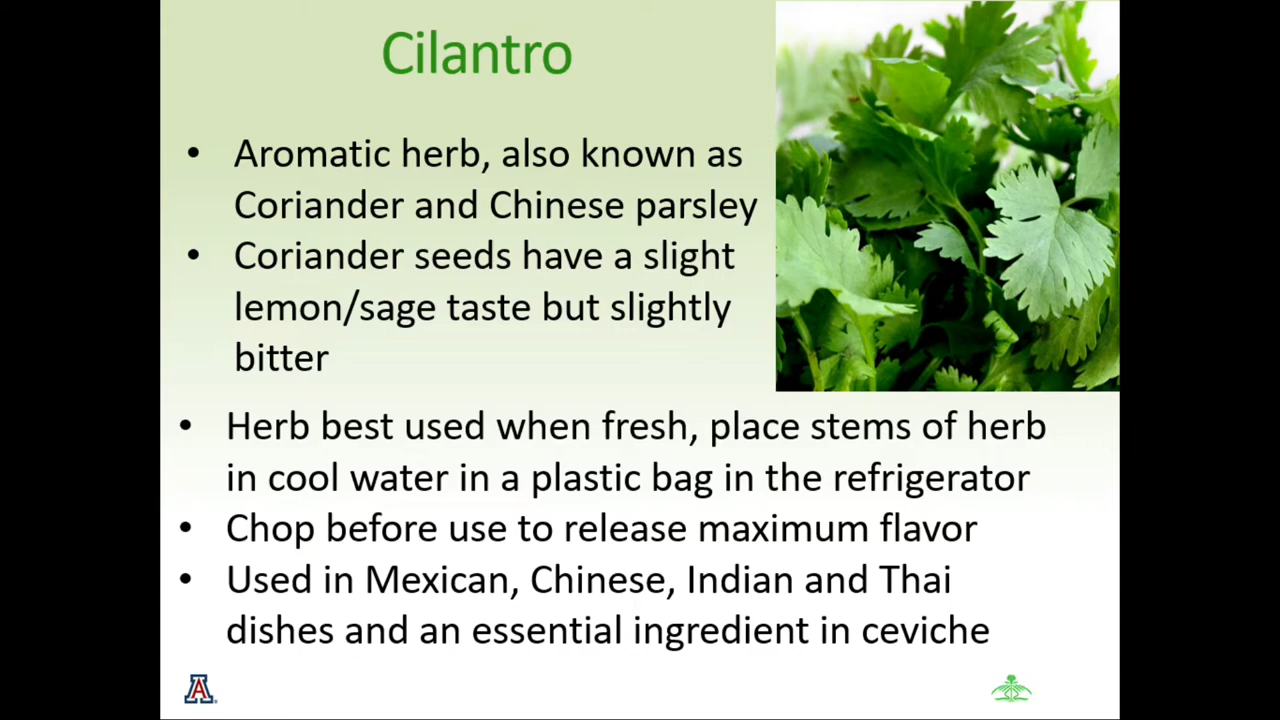 Cilantro
• Aromatic herb, also known as
Coriander and Chinese parsley
• Coriander seeds have a slight
lemon/sage taste but slightly
bitter
• Herb best used when fresh, place stems of herb
in cool water in a plastic bag in the refrigerator
• Chop before use to release maximum flavor
• Used in Mexican, Chinese, Indian and Thai
dishes and an essential ingredient in ceviche
A